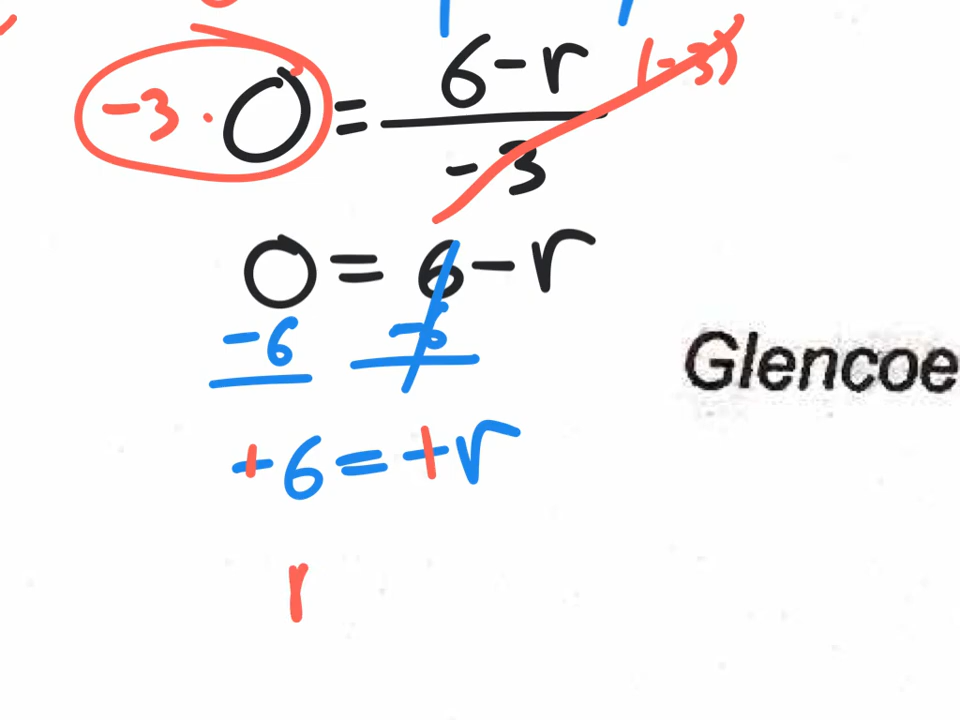 6-r (-3)
-3 · 0 = ―
-3
0 = 6-r
-6 -6
Glencoe
+6 = +r
r